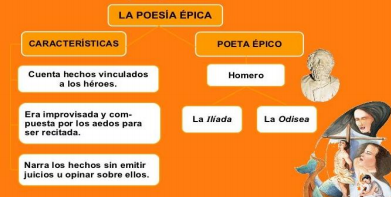 LA POESÍA ÉPICA
CARACTERÍSTICAS
POETA ÉPICO
Cuenta hechos vinculados
a los héroes.
Homero
Era improvisada y com-
puesta por los aedos para
ser recitada.
La Ilíada
La Odisea
Narra los hechos sin emitir
juicios u opinar sobre ellos.